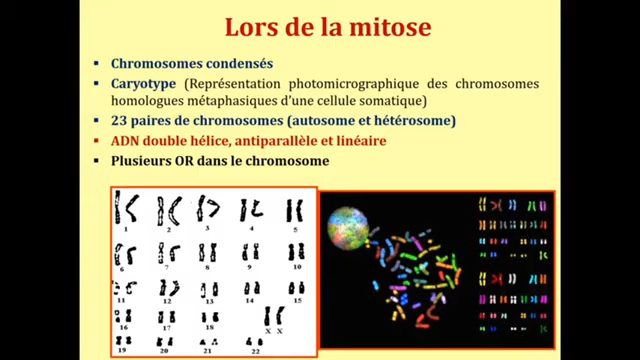 Lors de la mitose
▪ Chromosomes condensés
▪ Caryotype (Représentation photomicrographique des chromosomes
homologues métaphasiques d'une cellule somatique)
▪ 23 paires de chromosomes (autosome et hétérosome)
▪ ADN double hélice, antiparallèle et linéaire
▪ Plusieurs OR dans le chromosome
1 2 3 4 5
6 7 8 9 10
11 12 13 14 15
16 17 18 X X
19 20 21 22